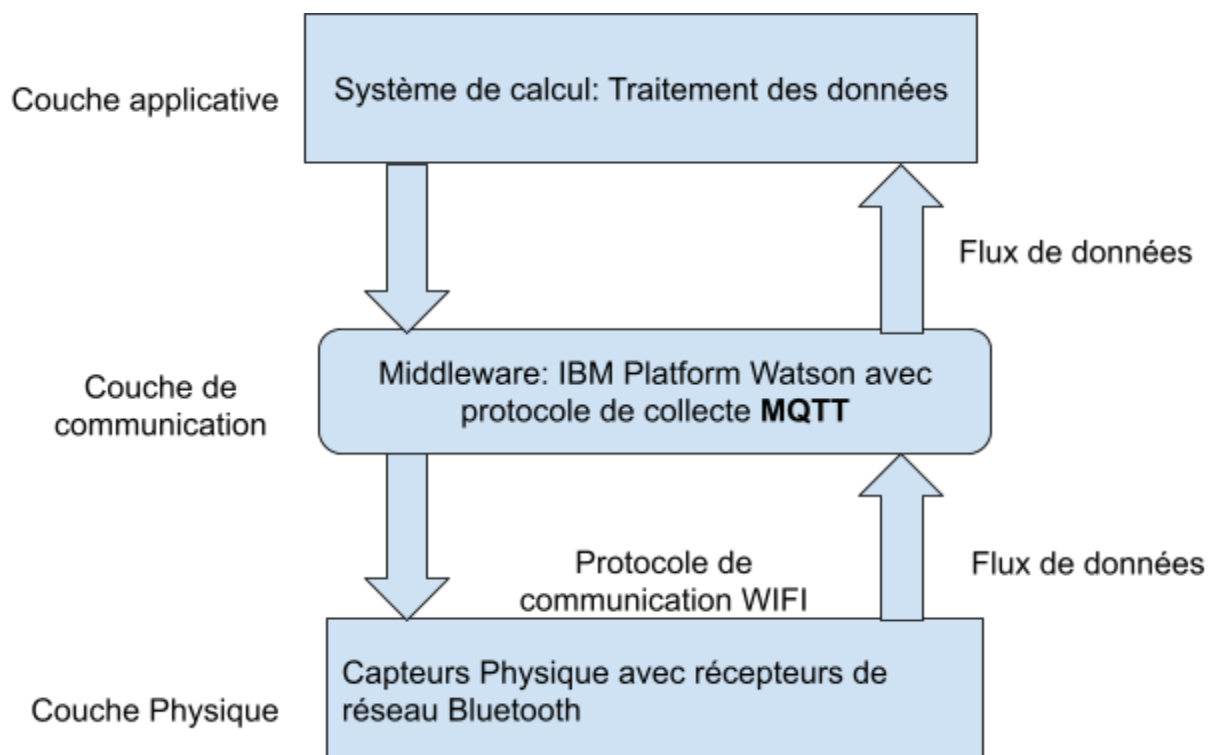 Système de calcul: Traitement des données
Couche applicative
Flux de données
Middleware: IBM Platform Watson avec
protocole de collecte MQTT
Couche de
communication
Protocole de
communication WIFI
Flux de données
Capteurs Physique avec récepteurs de
réseau Bluetooth
Couche Physique